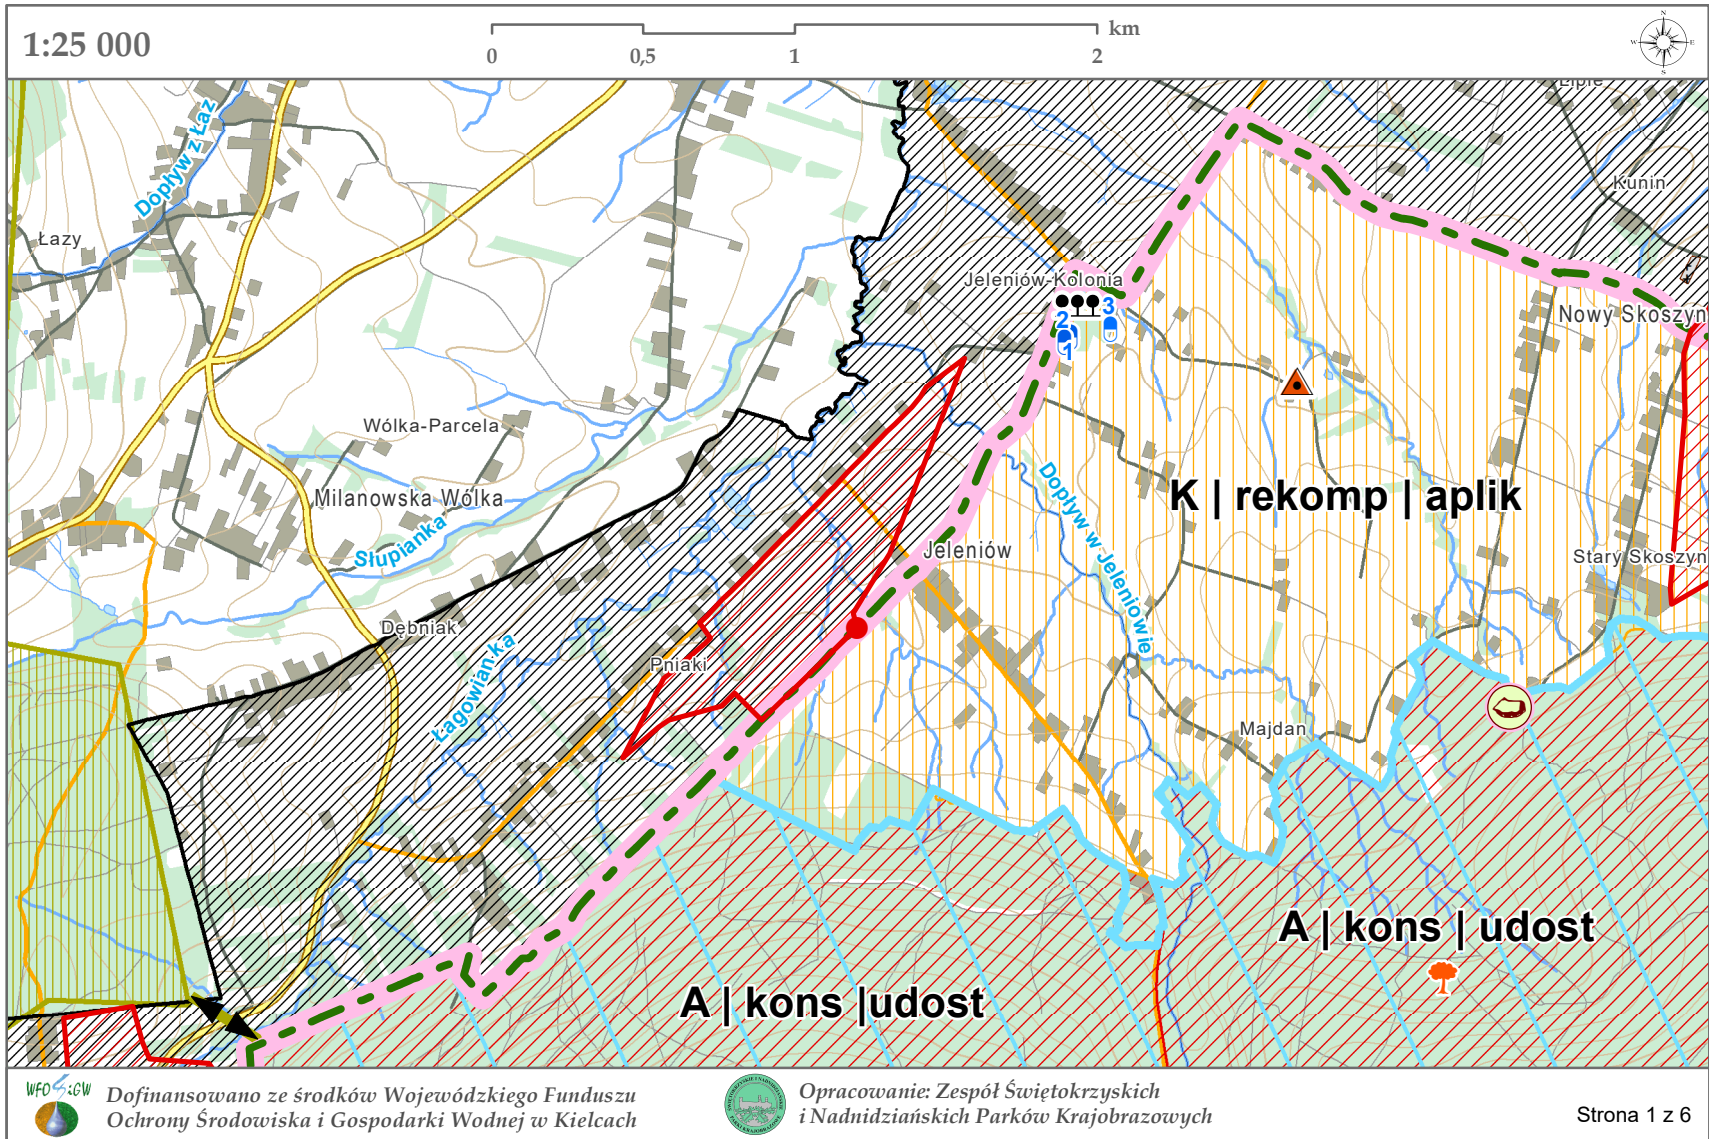 1:25 000
0
0,5
1
2
km
N
W
E
S
Lipie
Dopływ z Łaz
Kunin
Łazy
Jeleniów-Kolonia
Nowy Skoszyn
2
3
1
Wólka-Parcela
Milanowska Wólka
Dopływ w Jeleniowie
K | rekomp | aplik
Słupianka
Jeleniów
Stary Skoszyn
Dębniak
Łagowianka
Pniaki
Majdan
A | kons | udost
A | kons |udost
WFOŚiGW
Dofinansowano ze środków Wojewódzkiego Funduszu
Ochrony Środowiska i Gospodarki Wodnej w Kielcach
Opracowanie: Zespół Świętokrzyskich
i Nadnidziańskich Parków Krajobrazowych
Strona 1 z 6